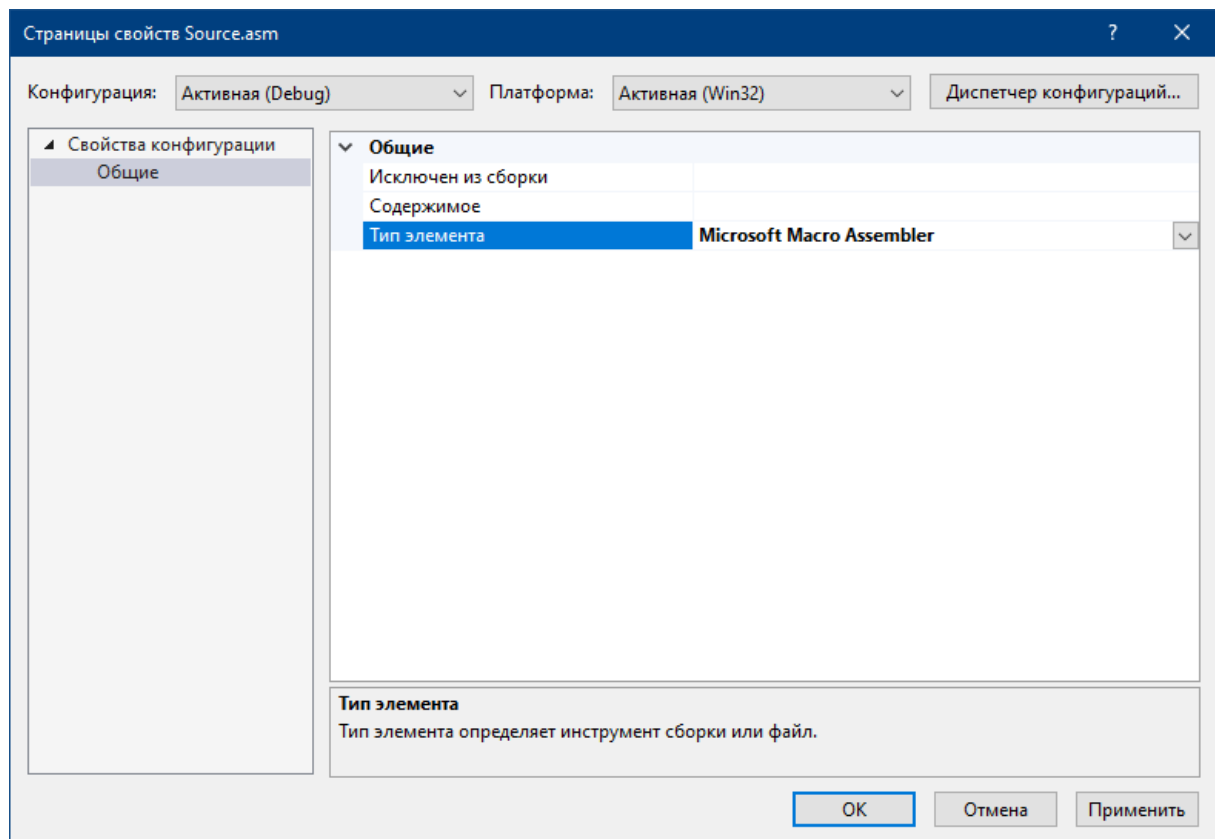 Страницы свойств Source.asm
Конфигурация: Активная (Debug) Платформа: Активная (Win32) Диспетчер конфигураций...
Свойства конфигурации
Общие
Общие
Исключен из сборки
Содержимое
Тип элемента Microsoft Macro Assembler
Тип элемента
Тип элемента определяет инструмент сборки или файл.
ОК Отмена Применить